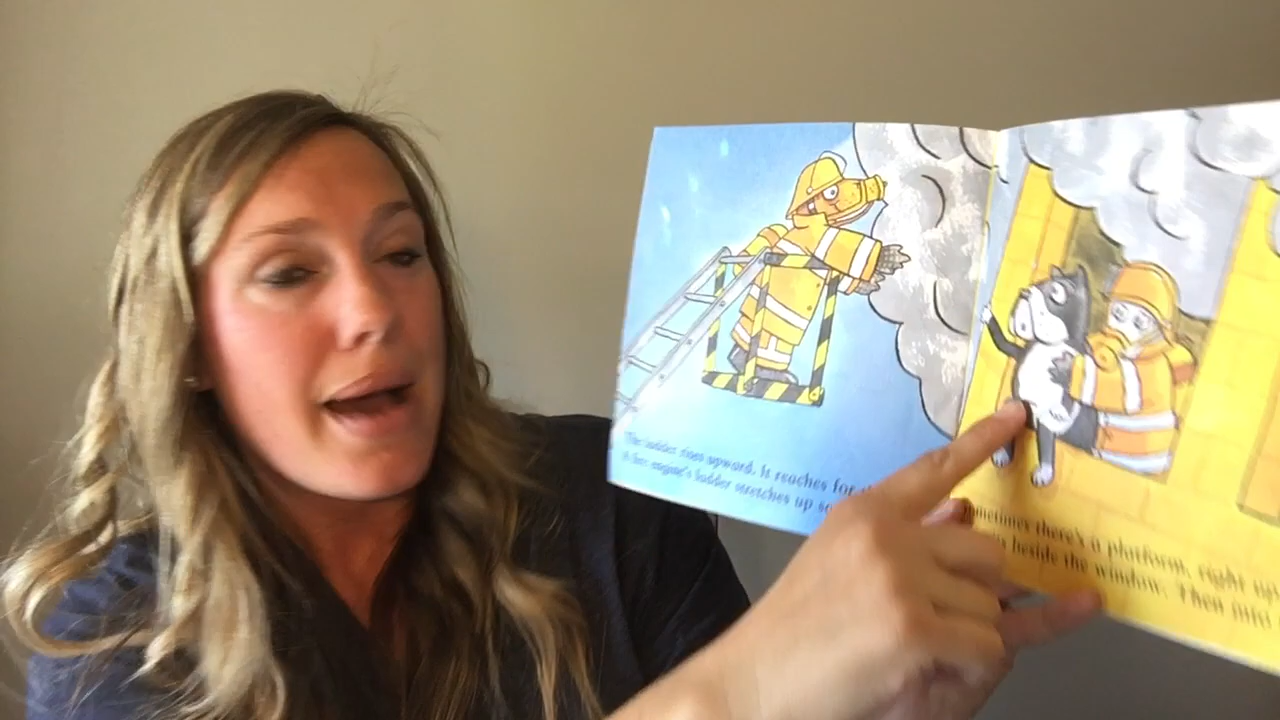 The ladder rises upward. It reaches for
A fire engine's ladder stretches up so
Sometimes there's a platform, right up
beside the window. Then into